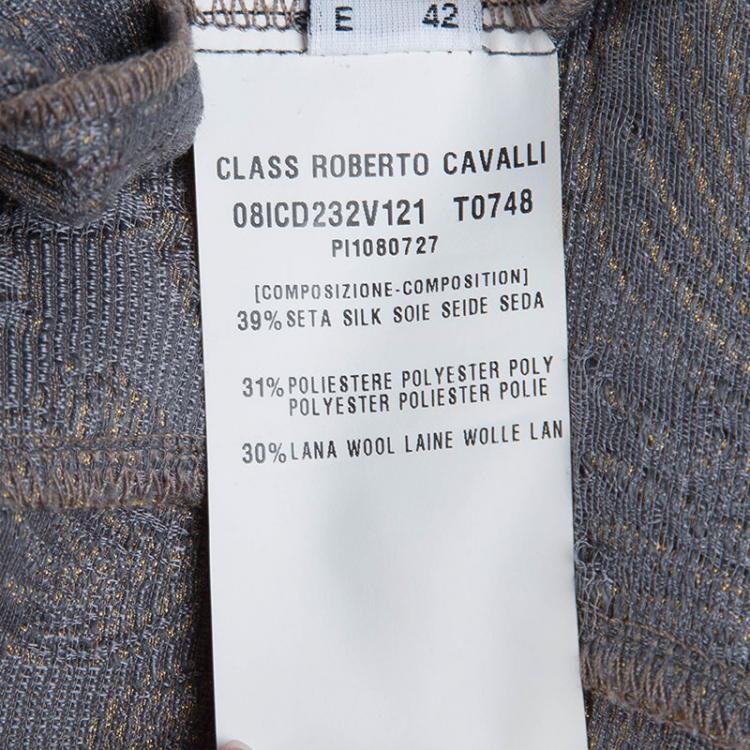 E 42
CLASS ROBERTO CAVALLI
08ICD232V121 T0748
PI1080727
[COMPOSIZIONE-COMPOSITION]
39% SETA SILK SOIE SEIDE SEDA
31% POLIESTERE POLYESTER POLY
POLYESTER POLIESTER POLIE
30% LANA WOOL LAINE WOLLE LAN